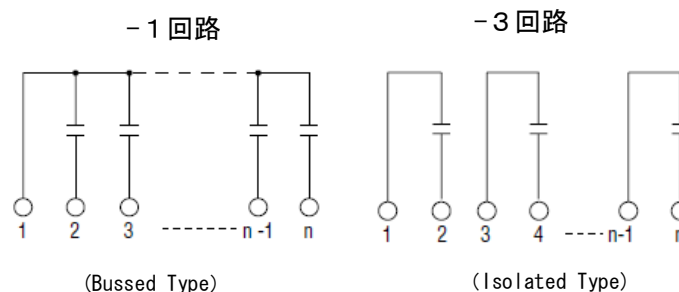 -1回路
-3回路
1 2 3 -------- n-1 n
1 2 3 4 ----- n-1 n
(Bussed Type)
(Isolated Type)